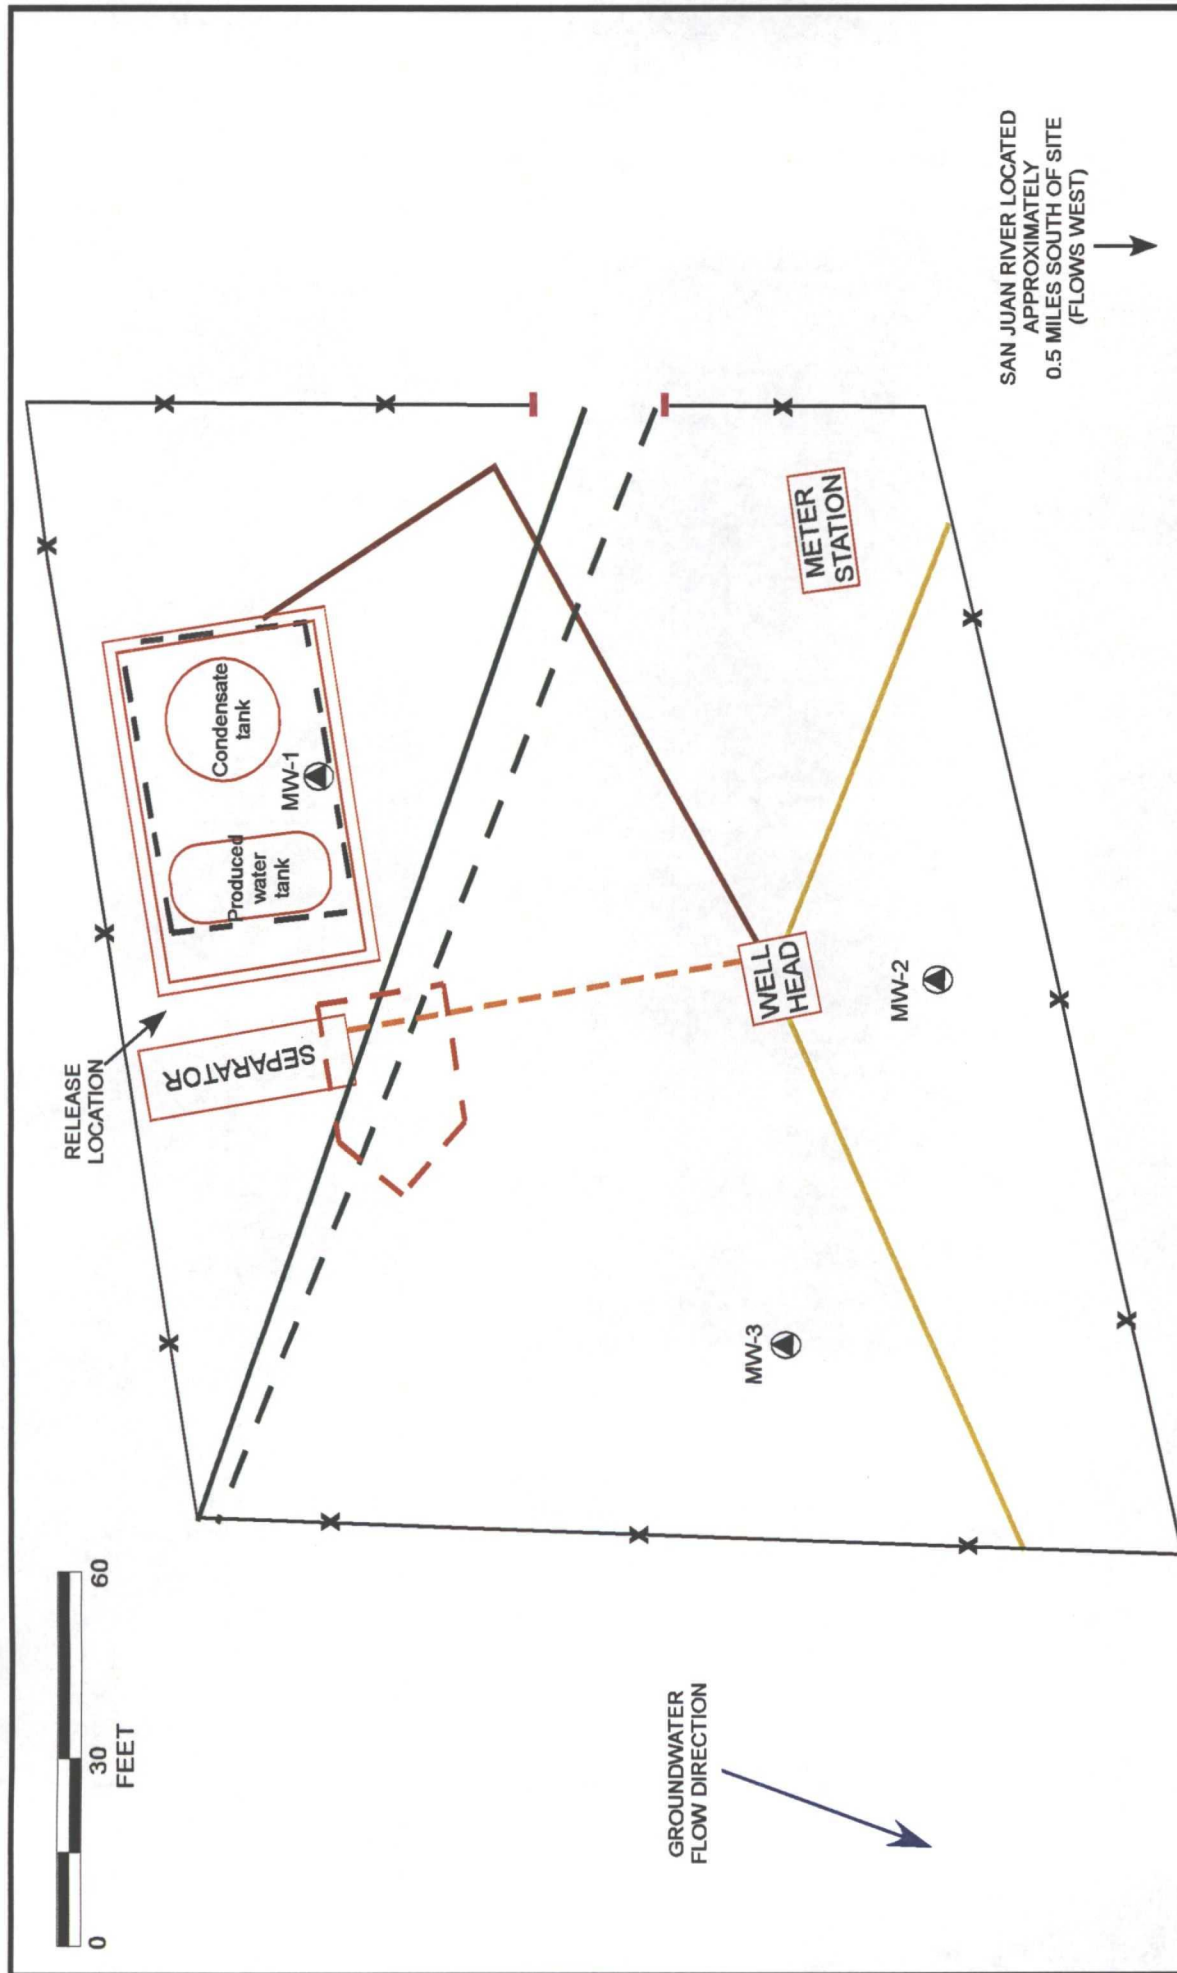 SAN JUAN RIVER LOCATED
APPROXIMATELY
0.5 MILES SOUTH OF SITE
(FLOWS WEST)
METER
STATION
Condensate
tank
MW-1
Produced
water
tank
WELL
HEAD
MW-2
SEPARATOR
RELEASE
LOCATION
MW-3
0
30
60
FEET
GROUNDWATER
FLOW DIRECTION